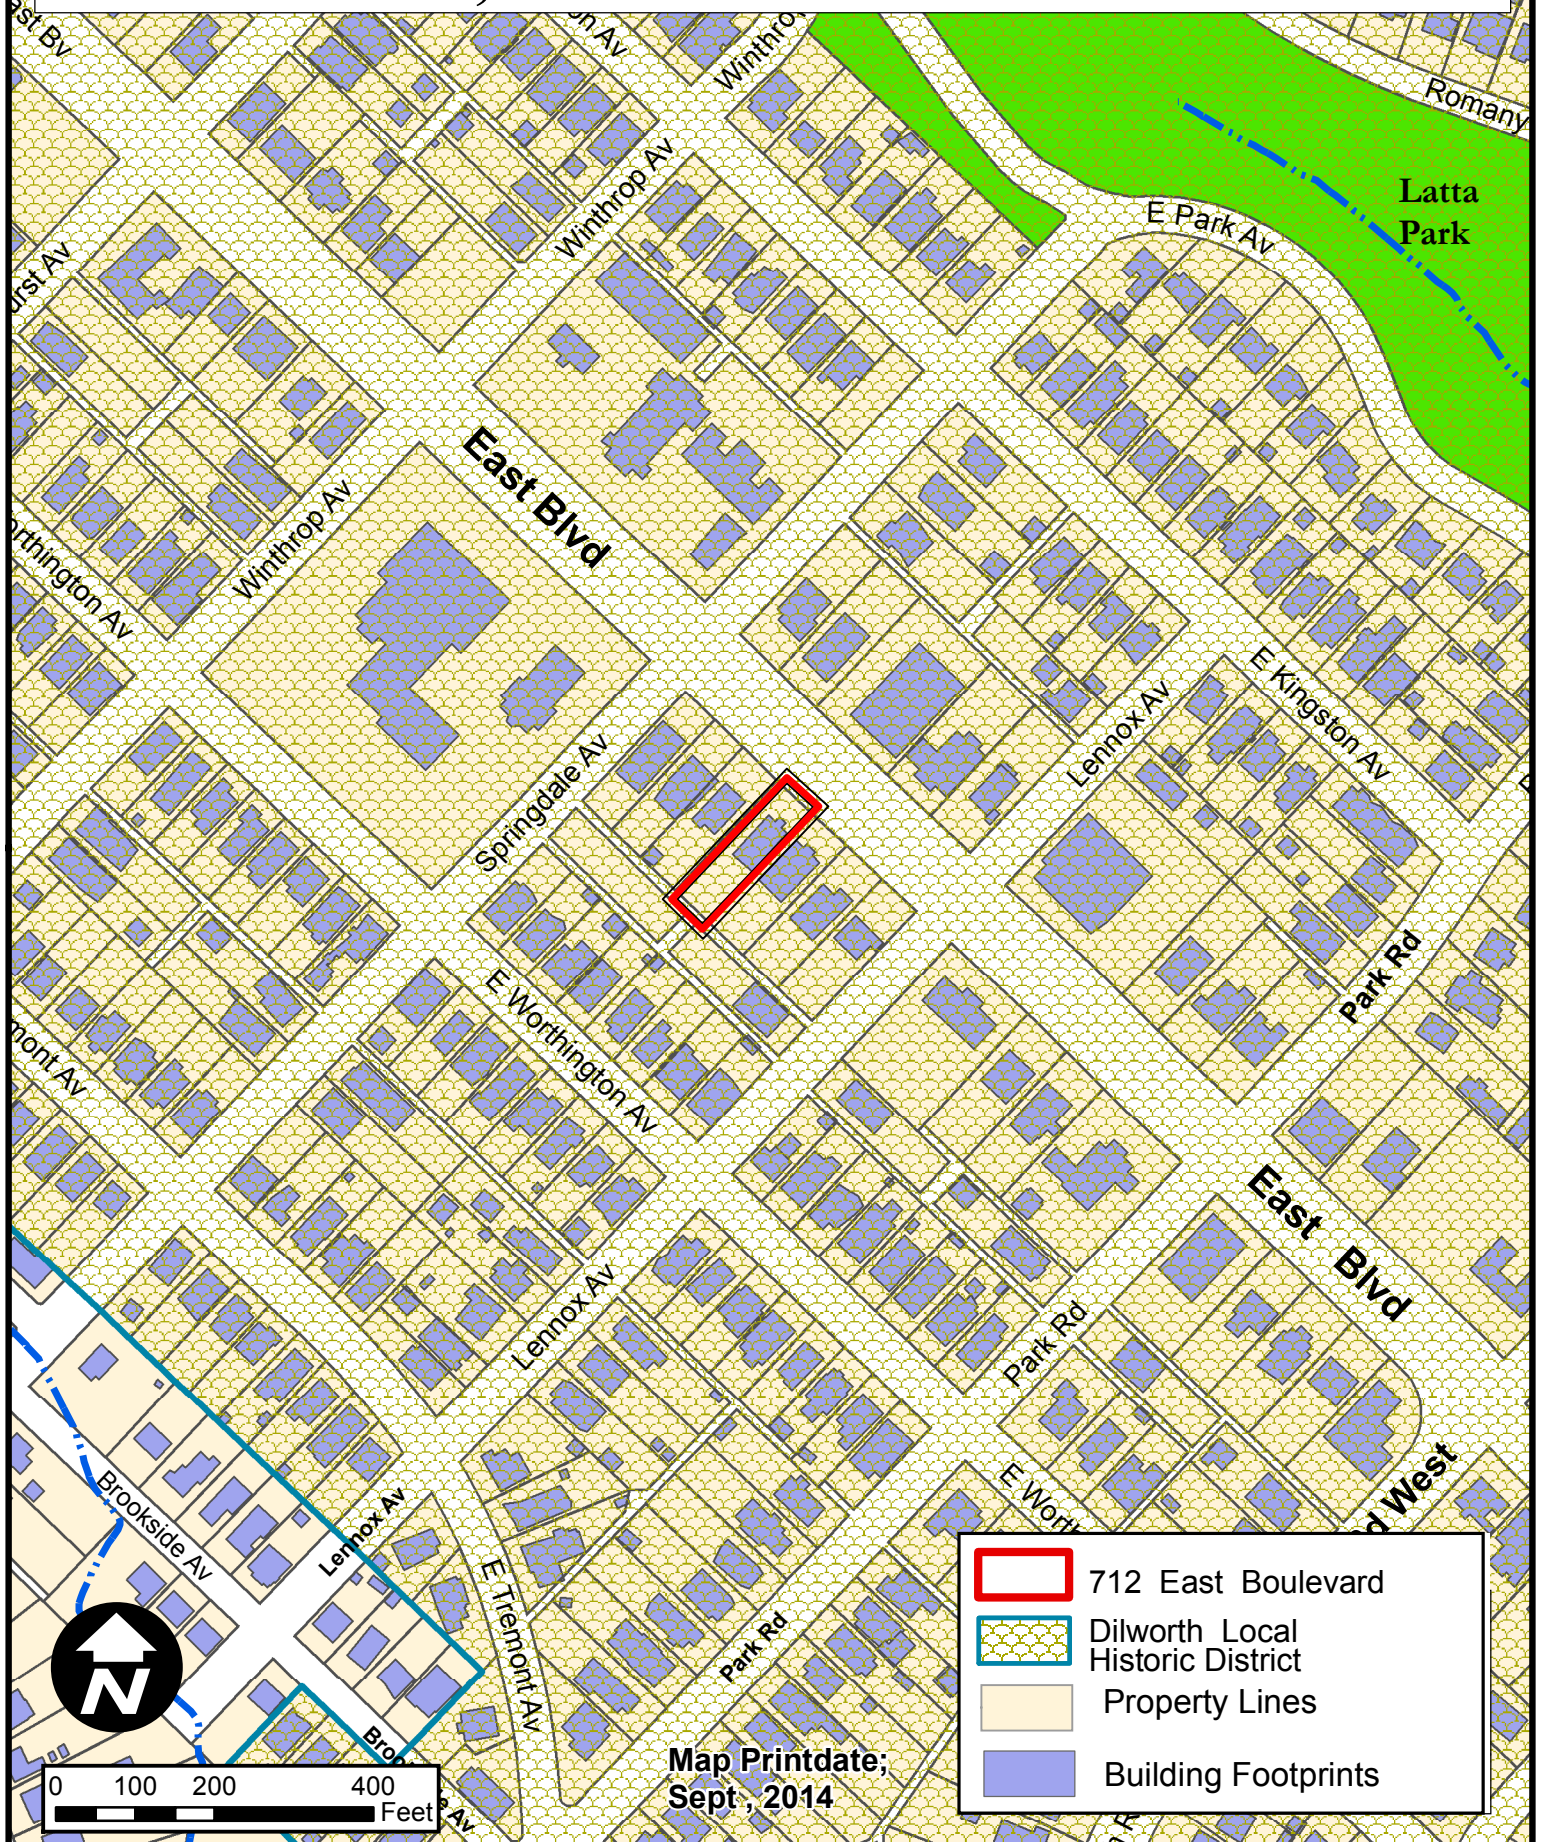 Winthrop Av
Romany
Latta
Park
E Park Av
Winthrop Av
East Blvd
Winthrop Av
E Kingston Av
Lennox Av
Springdale Av
Park Rd
E Worthington Av
East Blvd
Lennox Av
Park Rd
Brookside Av
Lennox Av
E Tremont Av
Park Rd
712 East Boulevard
Dilworth Local
Historic District
Property Lines
Building Footprints
N
0 100 200 400
Feet
Map Printdate;
Sept , 2014